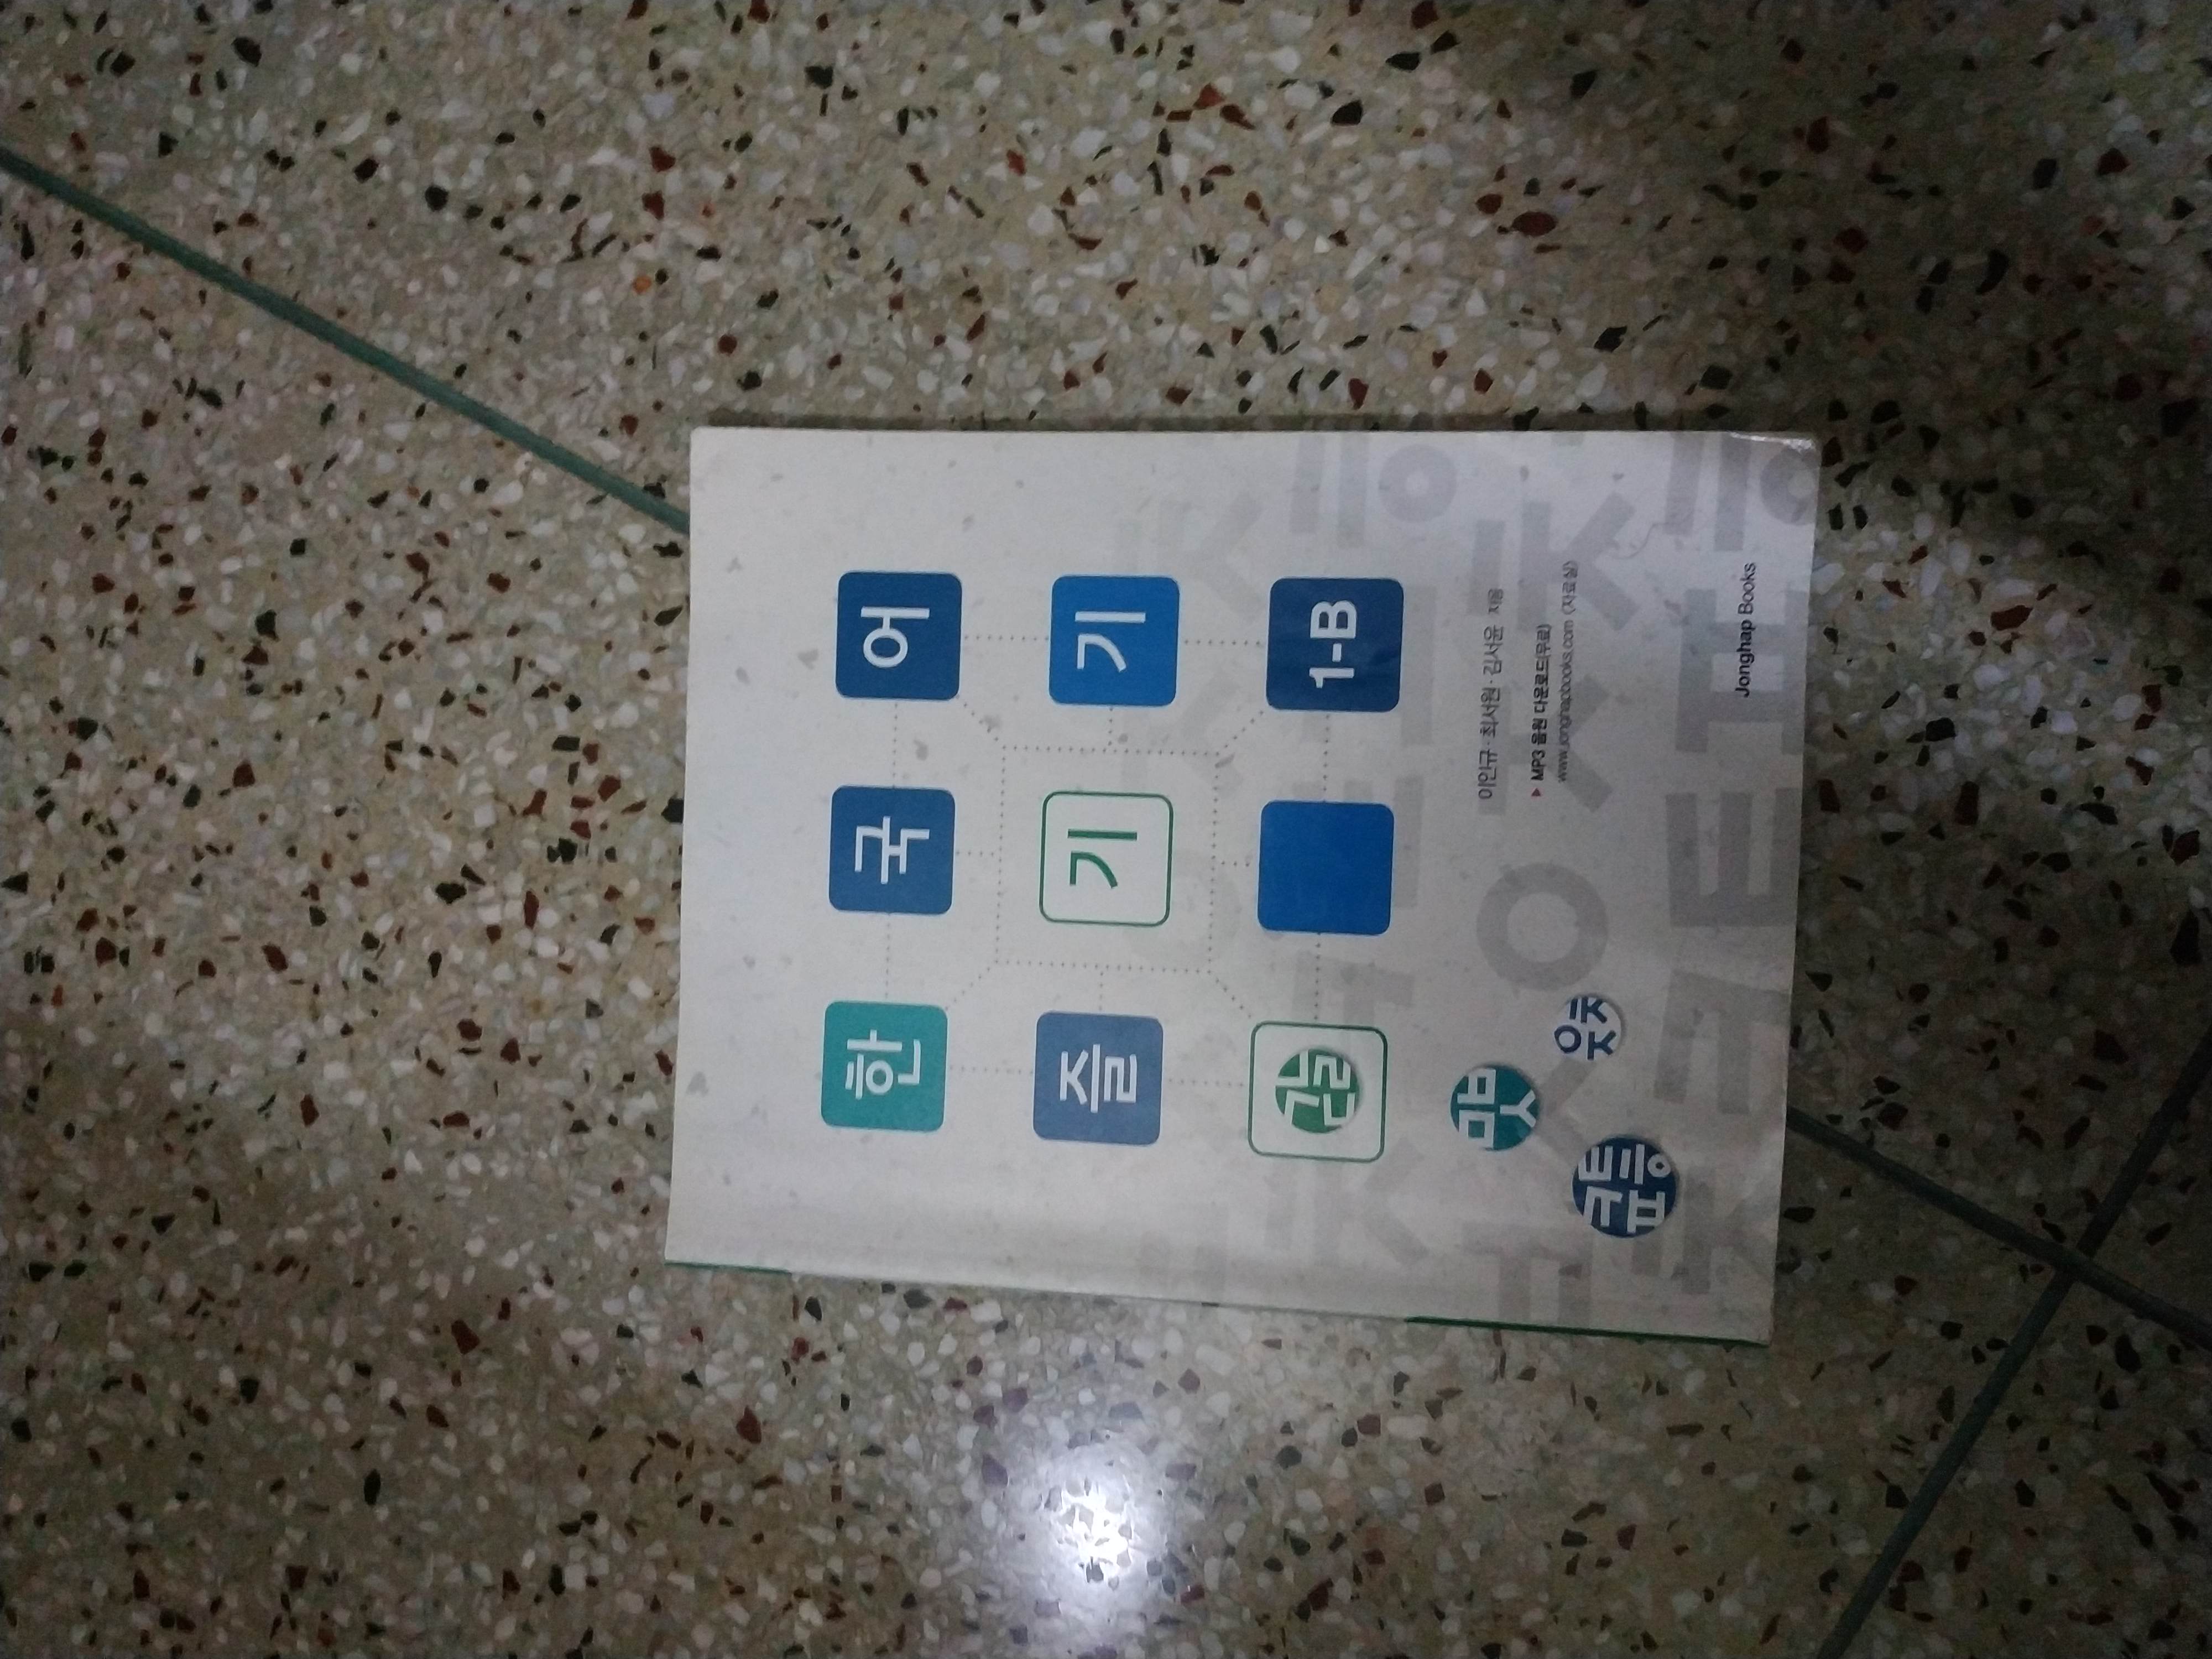 한 국 어
즐 기 기
1-B
이인규·최서원·김서윤 지음
▶ MP3 음원 다운로드(무료)
www.jonghapbooks.com (자료실)
Jonghap Books